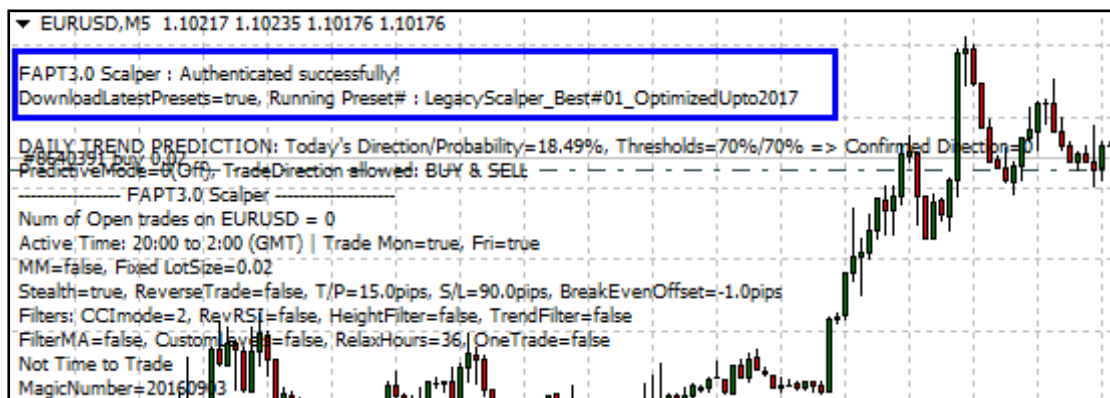 EURUSD,M5 1.10217 1.10235 1.10176 1.10176
FAPT3.0 Scalper : Authenticated successfully!
DownloadLatestPresets=true, Running Preset# : LegacyScalper_Best#01_OptimizedUpto2017
DAILY TREND PREDICTION: Today's Direction/Probability=18.49%, Thresholds=70%/70% => Confirmed Direction=0
#8640391 buy 0.02
PredictiveMode=0(Off), TradeDirection allowed: BUY & SELL
----------------- FAPT3.0 Scalper --------------------
Num of Open trades on EURUSD = 0
Active Time: 20:00 to 2:00 (GMT) | Trade Mon=true, Fri=true
MM=false, Fixed LotSize=0.02
Stealth=true, ReverseTrade=false, T/P=15.0pips, S/L=90.0pips, BreakEvenOffset=-1.0pips
Filters: CCImode=2, RevRSI=false, HeightFilter=false, TrendFilter=false
FilterMA=false, CustomLevels=false, RelaxHours=36, OneTrade=false
Not Time to Trade
MagicNumber=20160903